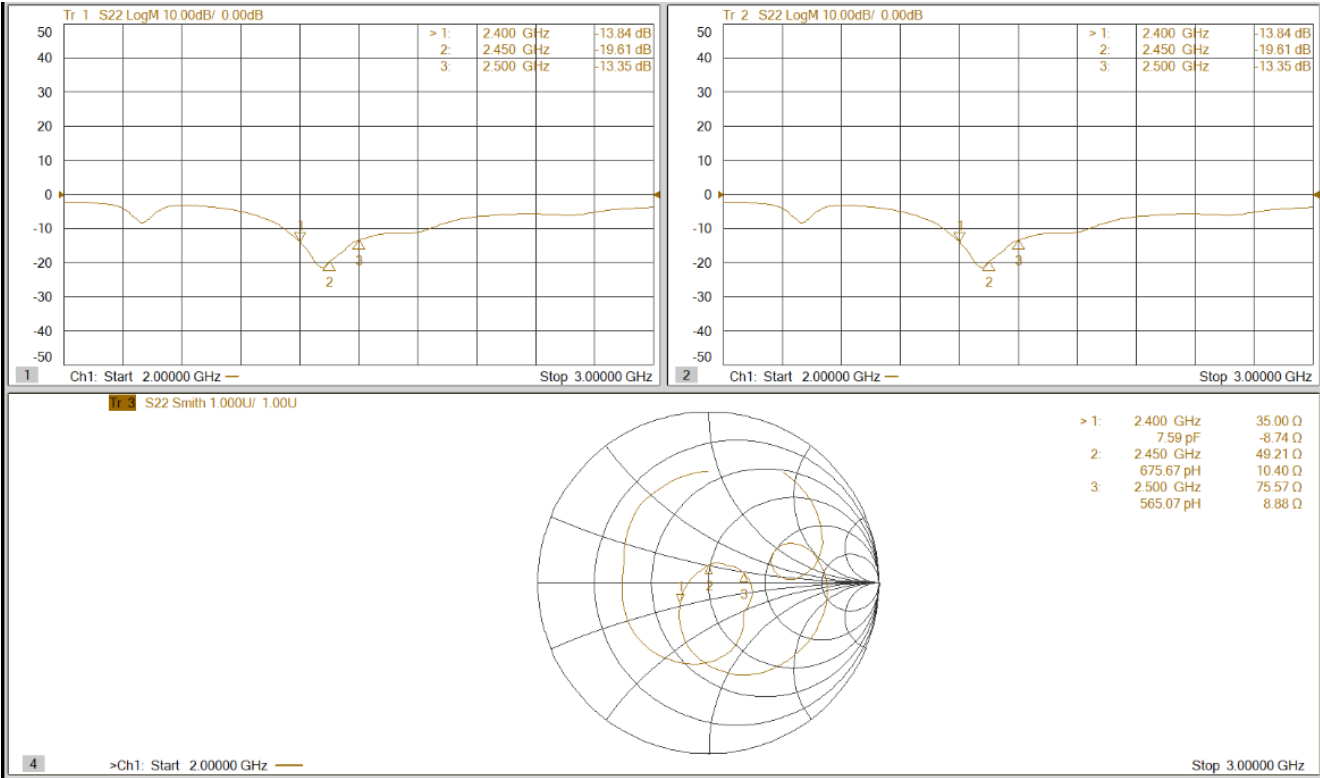 Tr 1 S22 LogM 10.00dB/ 0.00dB
50
40
30
20
10
0
-10
-20
-30
-40
-50
> 1: 2.400 GHz -13.84 dB
2: 2.450 GHz -19.61 dB
3: 2.500 GHz -13.35 dB
1
2
3
1 Ch1: Start 2.00000 GHz — Stop 3.00000 GHz
Tr 2 S22 LogM 10.00dB/ 0.00dB
50
40
30
20
10
0
-10
-20
-30
-40
-50
> 1: 2.400 GHz -13.84 dB
2: 2.450 GHz -19.61 dB
3: 2.500 GHz -13.35 dB
1
2
3
2 Ch1: Start 2.00000 GHz — Stop 3.00000 GHz
Tr 3 S22 Smith 1.000U/ 1.00U
> 1: 2.400 GHz 35.00 Ω
7.59 pF -8.74 Ω
2: 2.450 GHz 49.21 Ω
675.67 pH 10.40 Ω
3: 2.500 GHz 75.57 Ω
565.07 pH 8.88 Ω
1
2
3
4 >Ch1: Start 2.00000 GHz — Stop 3.00000 GHz